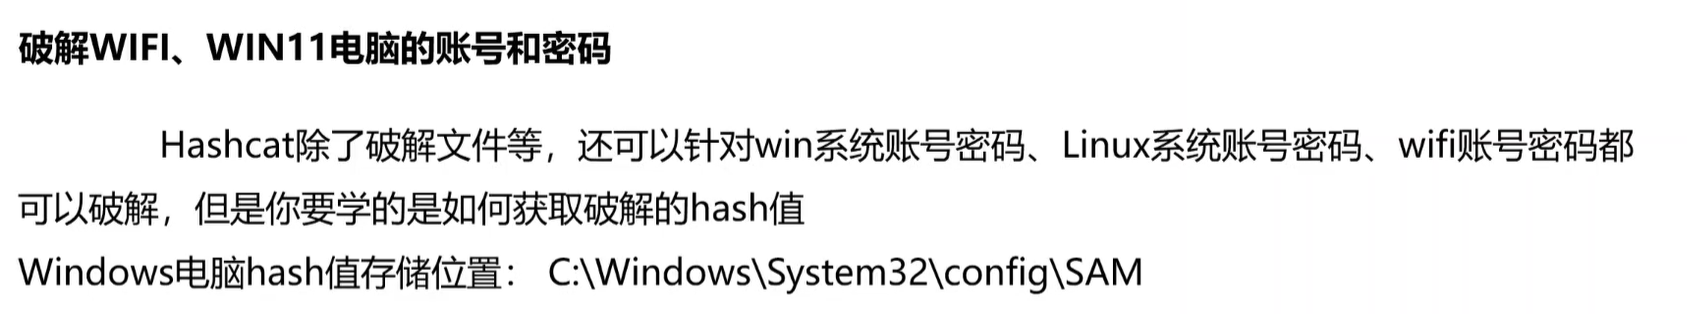 破解WIFI、WIN11电脑的账号和密码
Hashcat除了破解文件等，还可以针对win系统账号密码、Linux系统账号密码、wifi账号密码都
可以破解，但是你要学的是如何获取破解的hash值
Windows电脑hash值存储位置： C:\Windows\System32\config\SAM